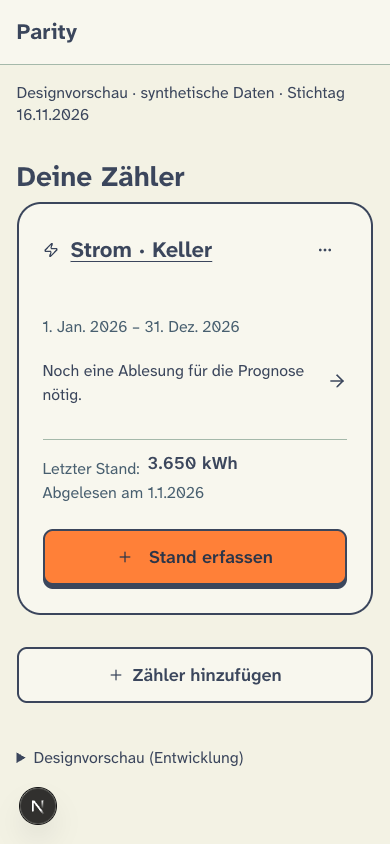 Parity
Designvorschau · synthetische Daten · Stichtag
16.11.2026
Deine Zähler
Strom · Keller
1. Jan. 2026 – 31. Dez. 2026
Noch eine Ablesung für die Prognose
nötig.
Letzter Stand: 3.650 kWh
Abgelesen am 1.1.2026
+ Stand erfassen
+ Zähler hinzufügen
▶ Designvorschau (Entwicklung)
N